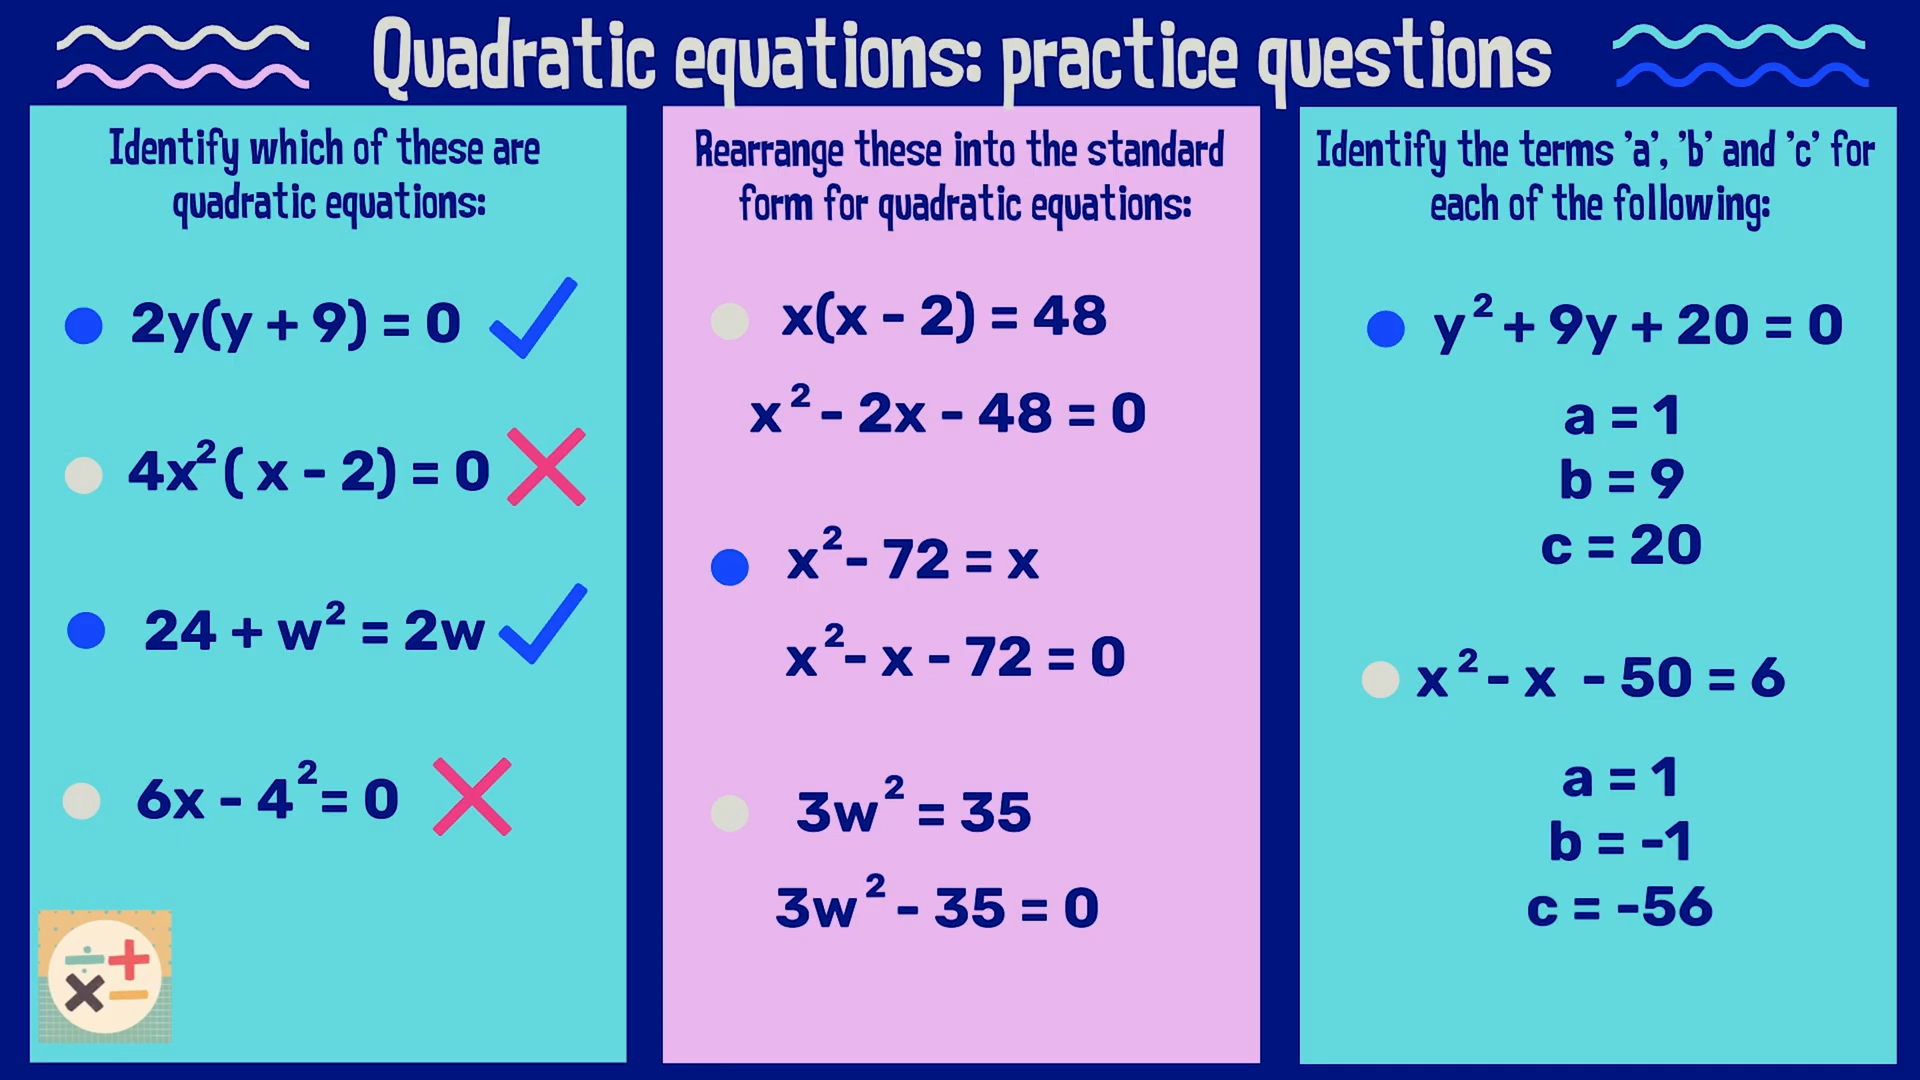 Quadratic equations: practice questions
Identify which of these are
quadratic equations:
2y(y + 9) = 0
4x²( x - 2) = 0
24 + w² = 2w
6x - 4² = 0
Rearrange these into the standard
form for quadratic equations:
x(x - 2) = 48
x² - 2x - 48 = 0
x² - 72 = x
x² - x - 72 = 0
3w² = 35
3w² - 35 = 0
Identify the terms 'a', 'b' and 'c' for
each of the following:
y² + 9y + 20 = 0
a = 1
b = 9
c = 20
x² - x - 50 = 6
a = 1
b = -1
c = -56